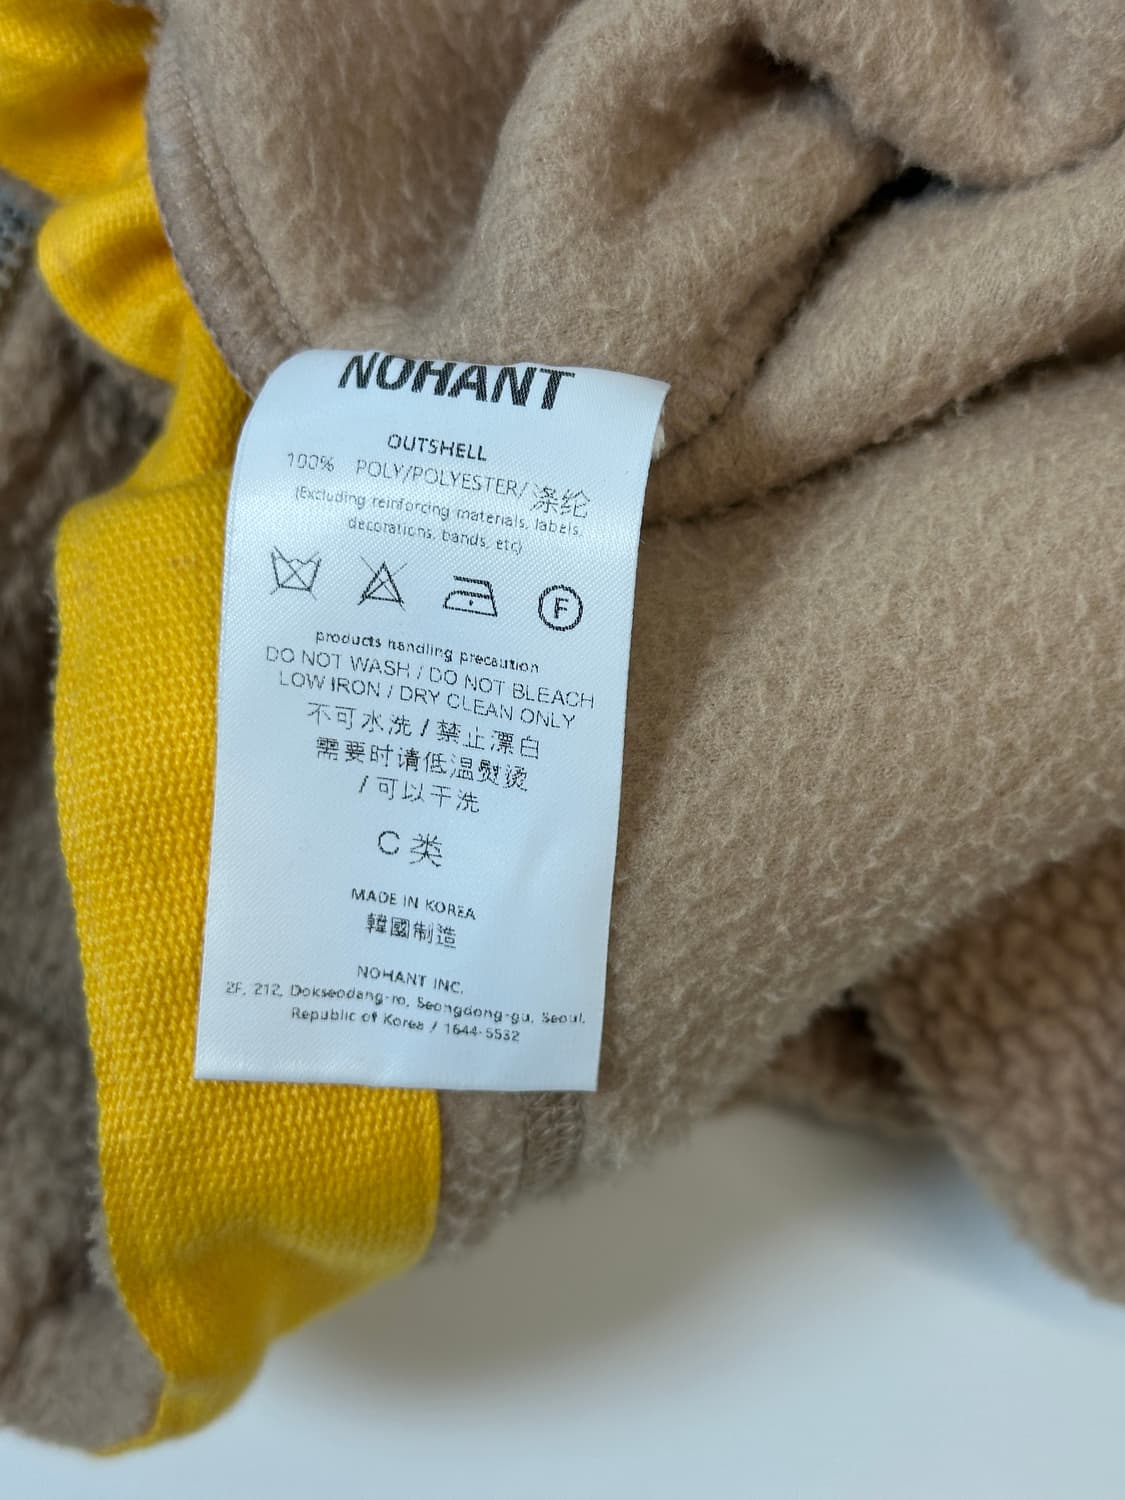 NOHANT
OUTSHELL
100% POLY/POLYESTER/涤纶
(Excluding reinforcing materials, labels,
decorations, bands, etc)
F
products handling precaution
DO NOT WASH / DO NOT BLEACH
LOW IRON / DRY CLEAN ONLY
不可水洗 / 禁止漂白
需要时请低温熨烫
/ 可以干洗
C 类
MADE IN KOREA
韓國制造
NOHANT INC.
2F, 212, Dokseodang-ro, Seongdong-gu, Seoul,
Republic of Korea / 1644-5532